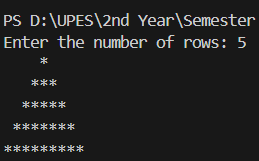 PS D:\UPES\2nd Year\Semester
Enter the number of rows: 5
    *
   ***
  *****
 *******
*********